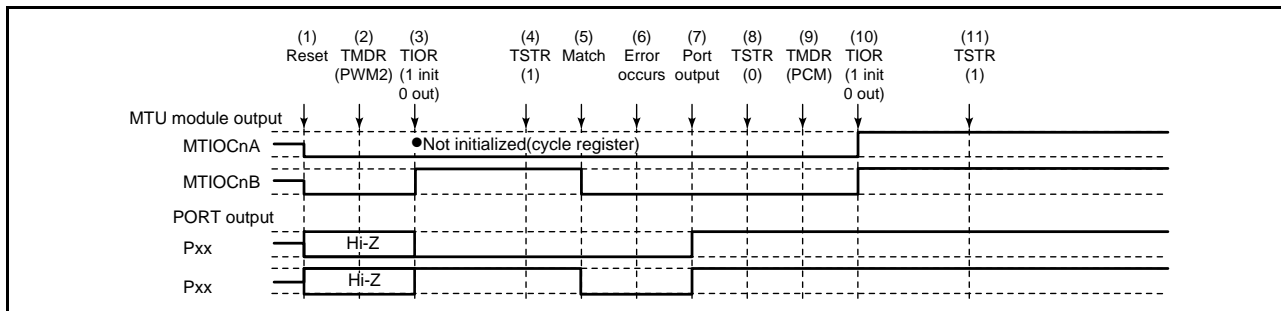 (1) (2) (3) (4) (5) (6) (7) (8) (9) (10) (11)
Reset TMDR TIOR TSTR Match Error Port TSTR TMDR TIOR TSTR
(PWM2) (1 init (1) occurs output (0) (PCM) (1 init (1)
0 out) 0 out)
MTU module output
MTIOCnA ●Not initialized(cycle register)
MTIOCnB
PORT output
Pxx Hi-Z
Pxx Hi-Z